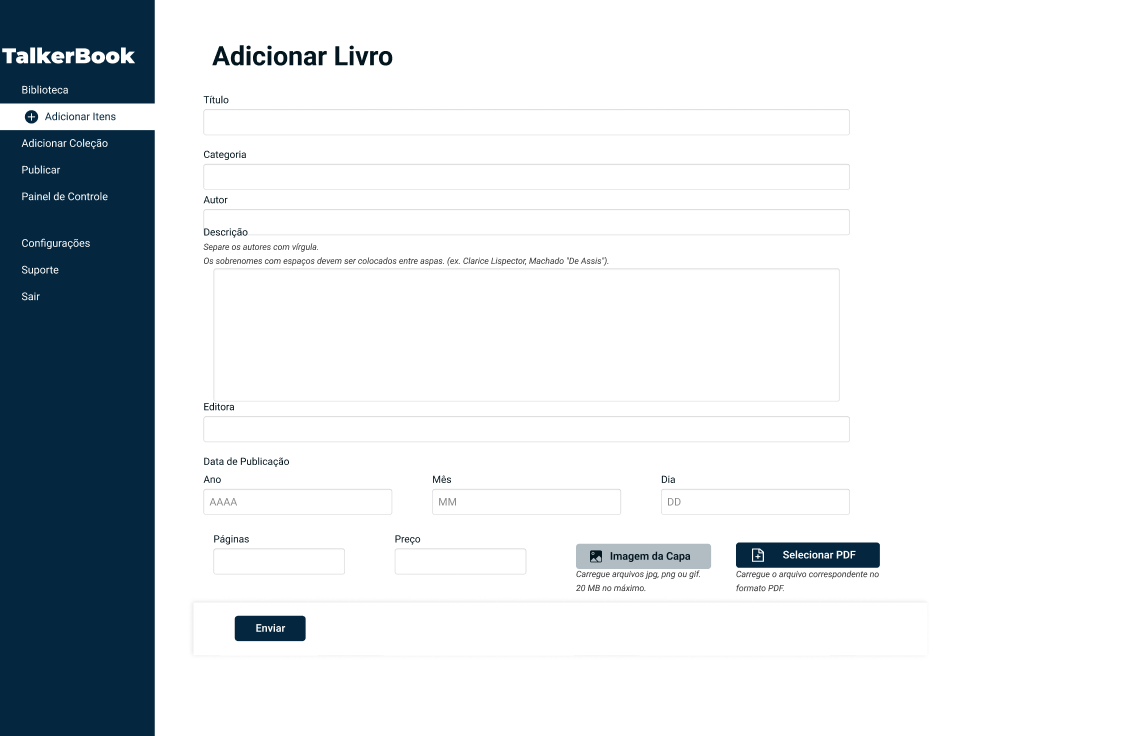 TalkerBook
Biblioteca
Adicionar Itens
Adicionar Coleção
Publicar
Painel de Controle
Configurações
Suporte
Sair
Adicionar Livro
Título
Categoria
Autor
Descrição
Separe os autores com vírgula.
Os sobrenomes com espaços devem ser colocados entre aspas. (ex. Clarice Lispector, Machado "De Assis").
Editora
Data de Publicação
Ano
Mês
Dia
AAAA
MM
DD
Páginas
Preço
Imagem da Capa
Carregue arquivos jpg, png ou gif.
20 MB no máximo.
Selecionar PDF
Carregue o arquivo correspondente no
formato PDF.
Enviar